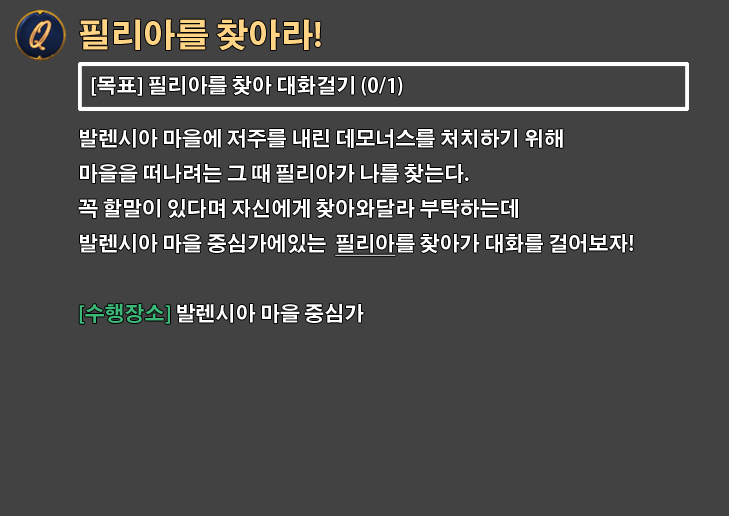 Q
필리아를 찾아라!
[목표] 필리아를 찾아 대화걸기 (0/1)
발렌시아 마을에 저주를 내린 데모너스를 처치하기 위해
마을을 떠나려는 그 때 필리아가 나를 찾는다.
꼭 할말이 있다며 자신에게 찾아와달라 부탁하는데
발렌시아 마을 중심가에있는 필리아를 찾아가 대화를 걸어보자!
[수행장소] 발렌시아 마을 중심가